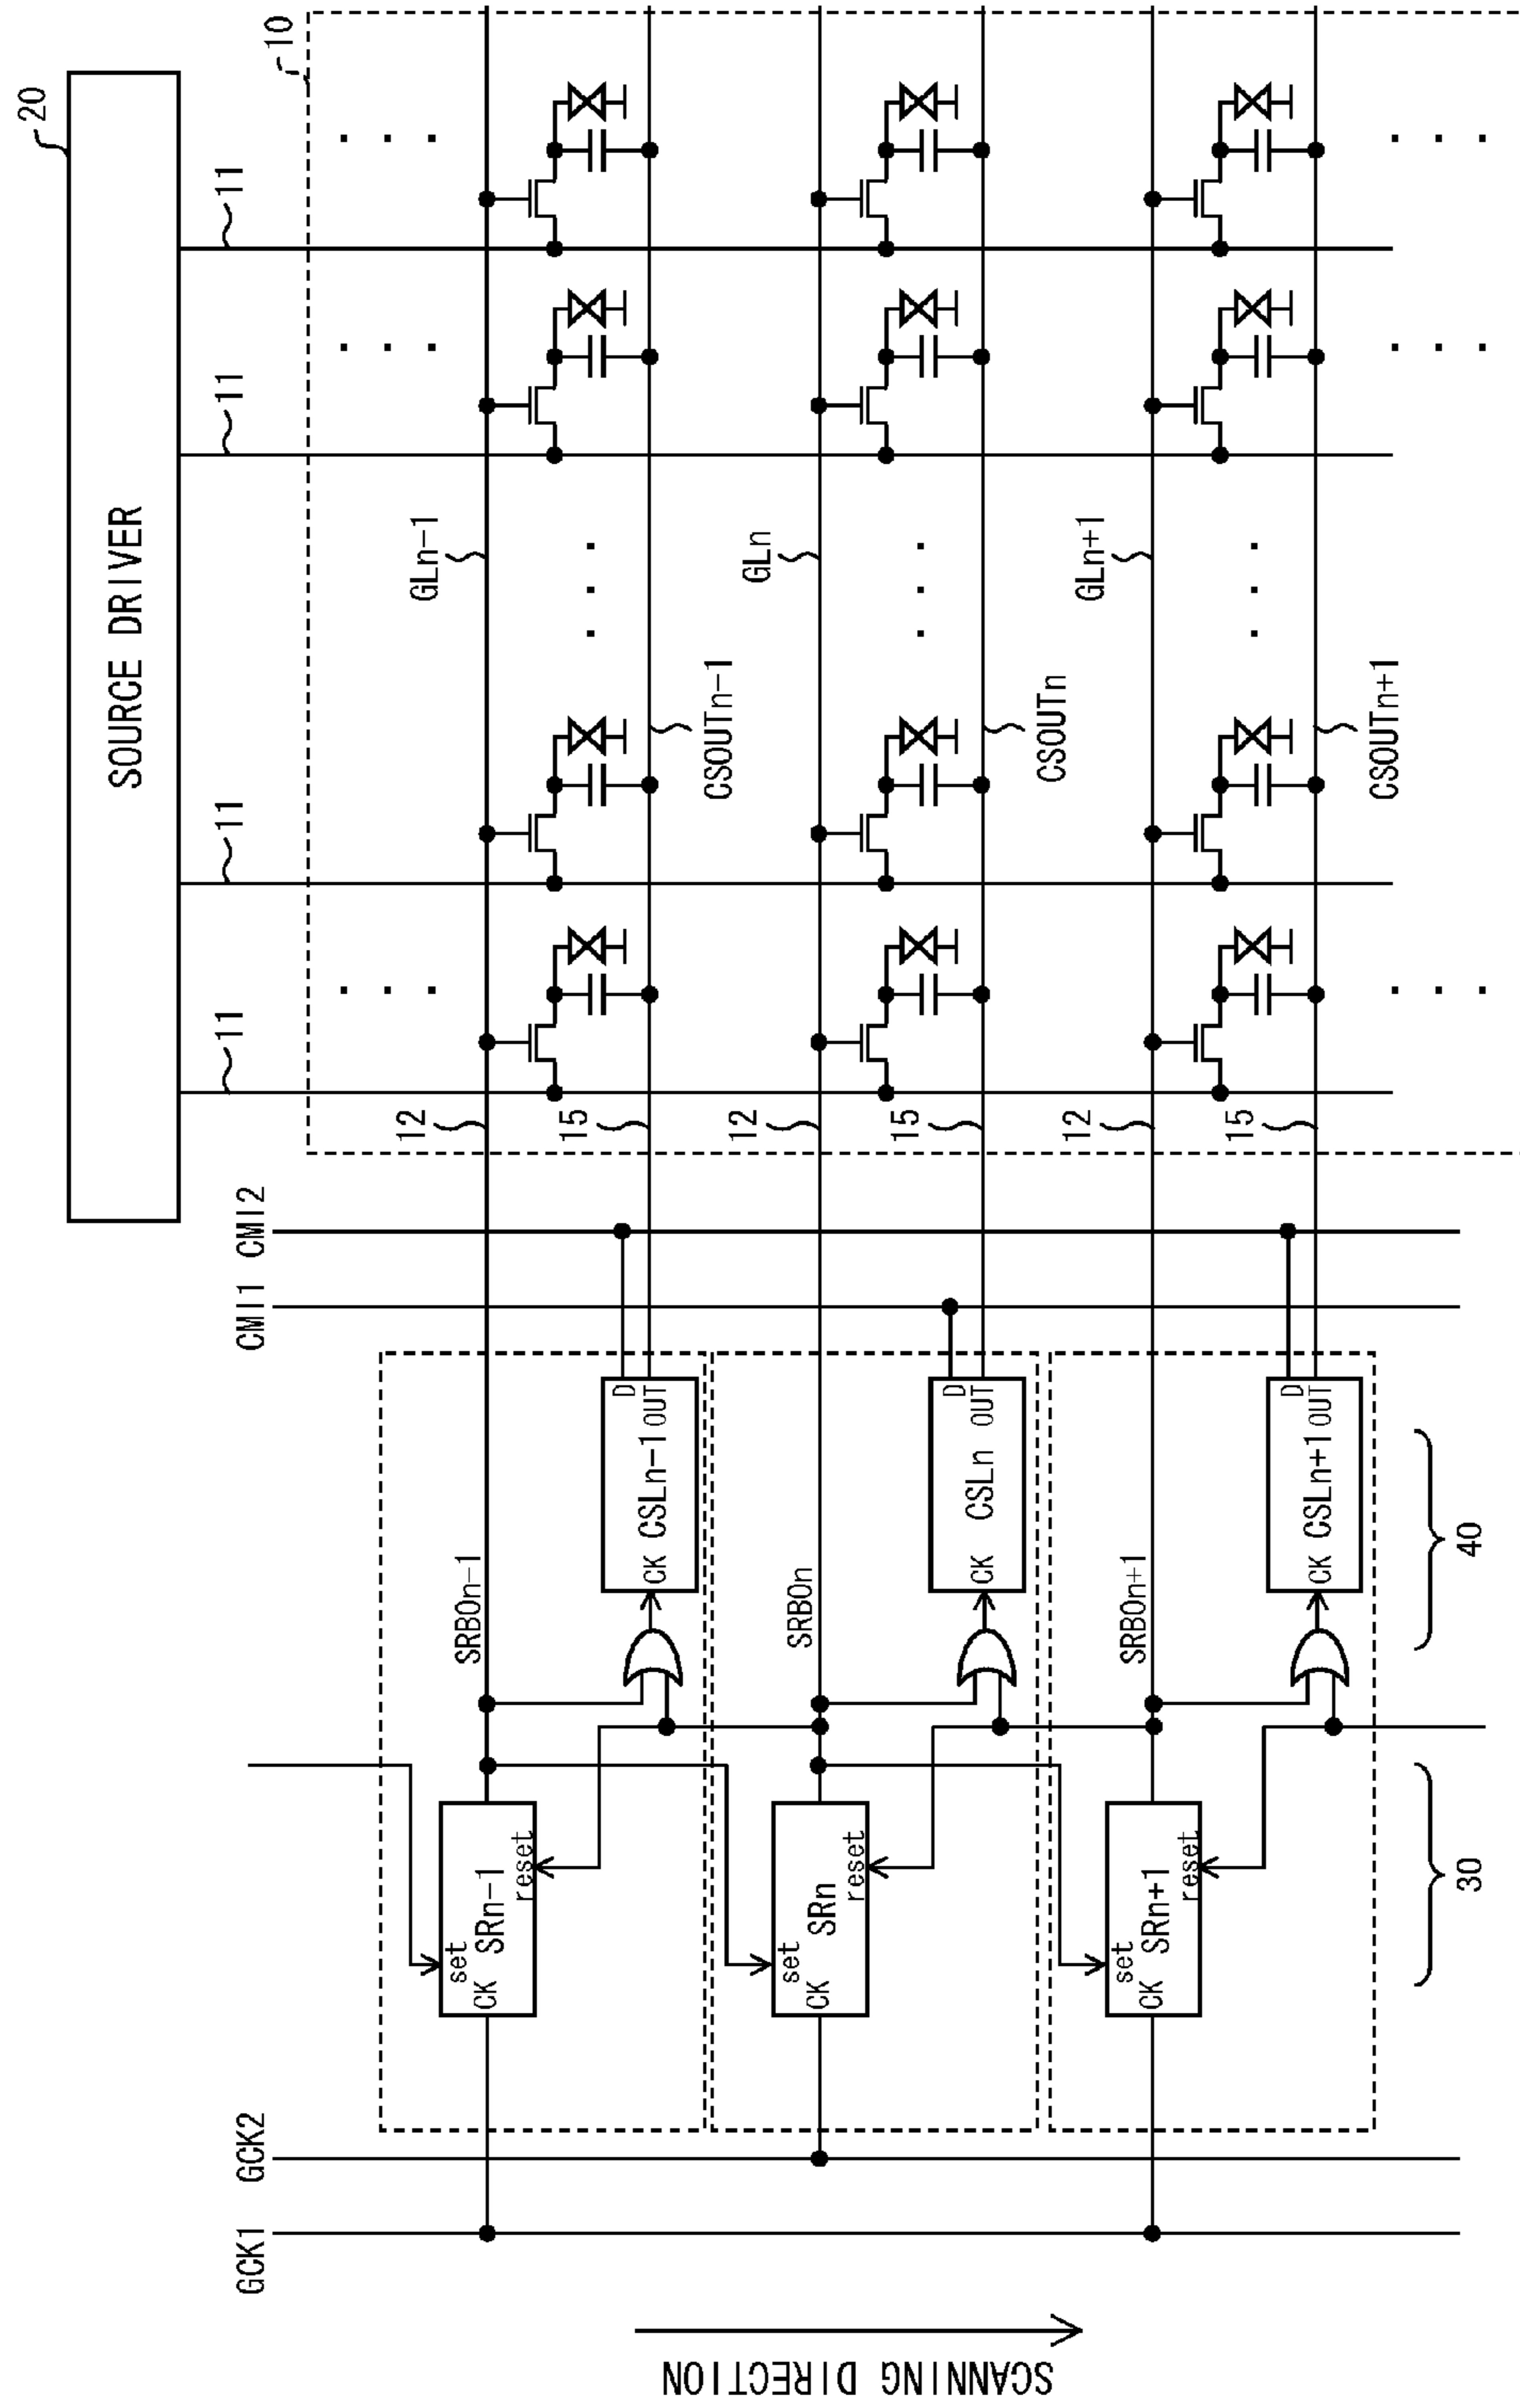 20
SOURCE DRIVER
10
11
11
11
11
GCK1
GCK2
CMI1
CMI2
SCANNING DIRECTION
set
CK
SRn-1
reset
SRBOn-1
CK
CSLn-1
D
OUT
12
15
GLn-1
CSOUTn-1
set
CK
SRn
reset
SRBOn
CK
CSLn
D
OUT
12
15
GLn
CSOUTn
set
CK
SRn+1
reset
SRBOn+1
CK
CSLn+1
D
OUT
12
15
GLn+1
CSOUTn+1
30
40